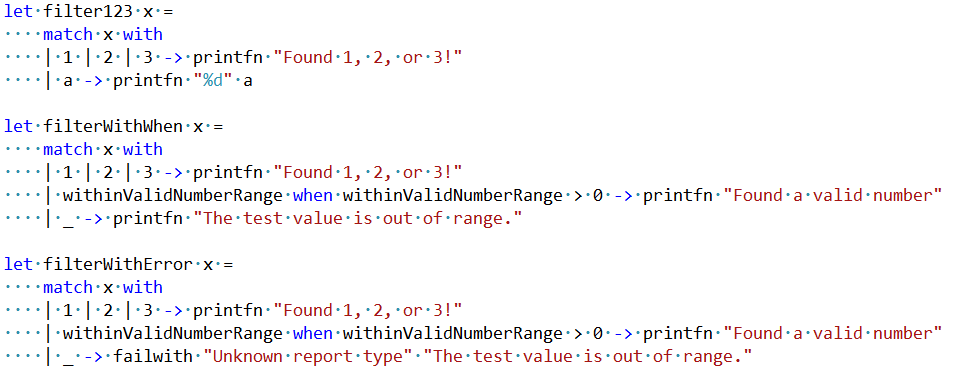 let filter123 x =
    match x with
    | 1 | 2 | 3 -> printfn "Found 1, 2, or 3!"
    | a -> printfn "%d" a

let filterWithWhen x =
    match x with
    | 1 | 2 | 3 -> printfn "Found 1, 2, or 3!"
    | withinValidNumberRange when withinValidNumberRange > 0 -> printfn "Found a valid number"
    | _ -> printfn "The test value is out of range."

let filterWithError x =
    match x with
    | 1 | 2 | 3 -> printfn "Found 1, 2, or 3!"
    | withinValidNumberRange when withinValidNumberRange > 0 -> printfn "Found a valid number"
    | _ -> failwith "Unknown report type" "The test value is out of range."